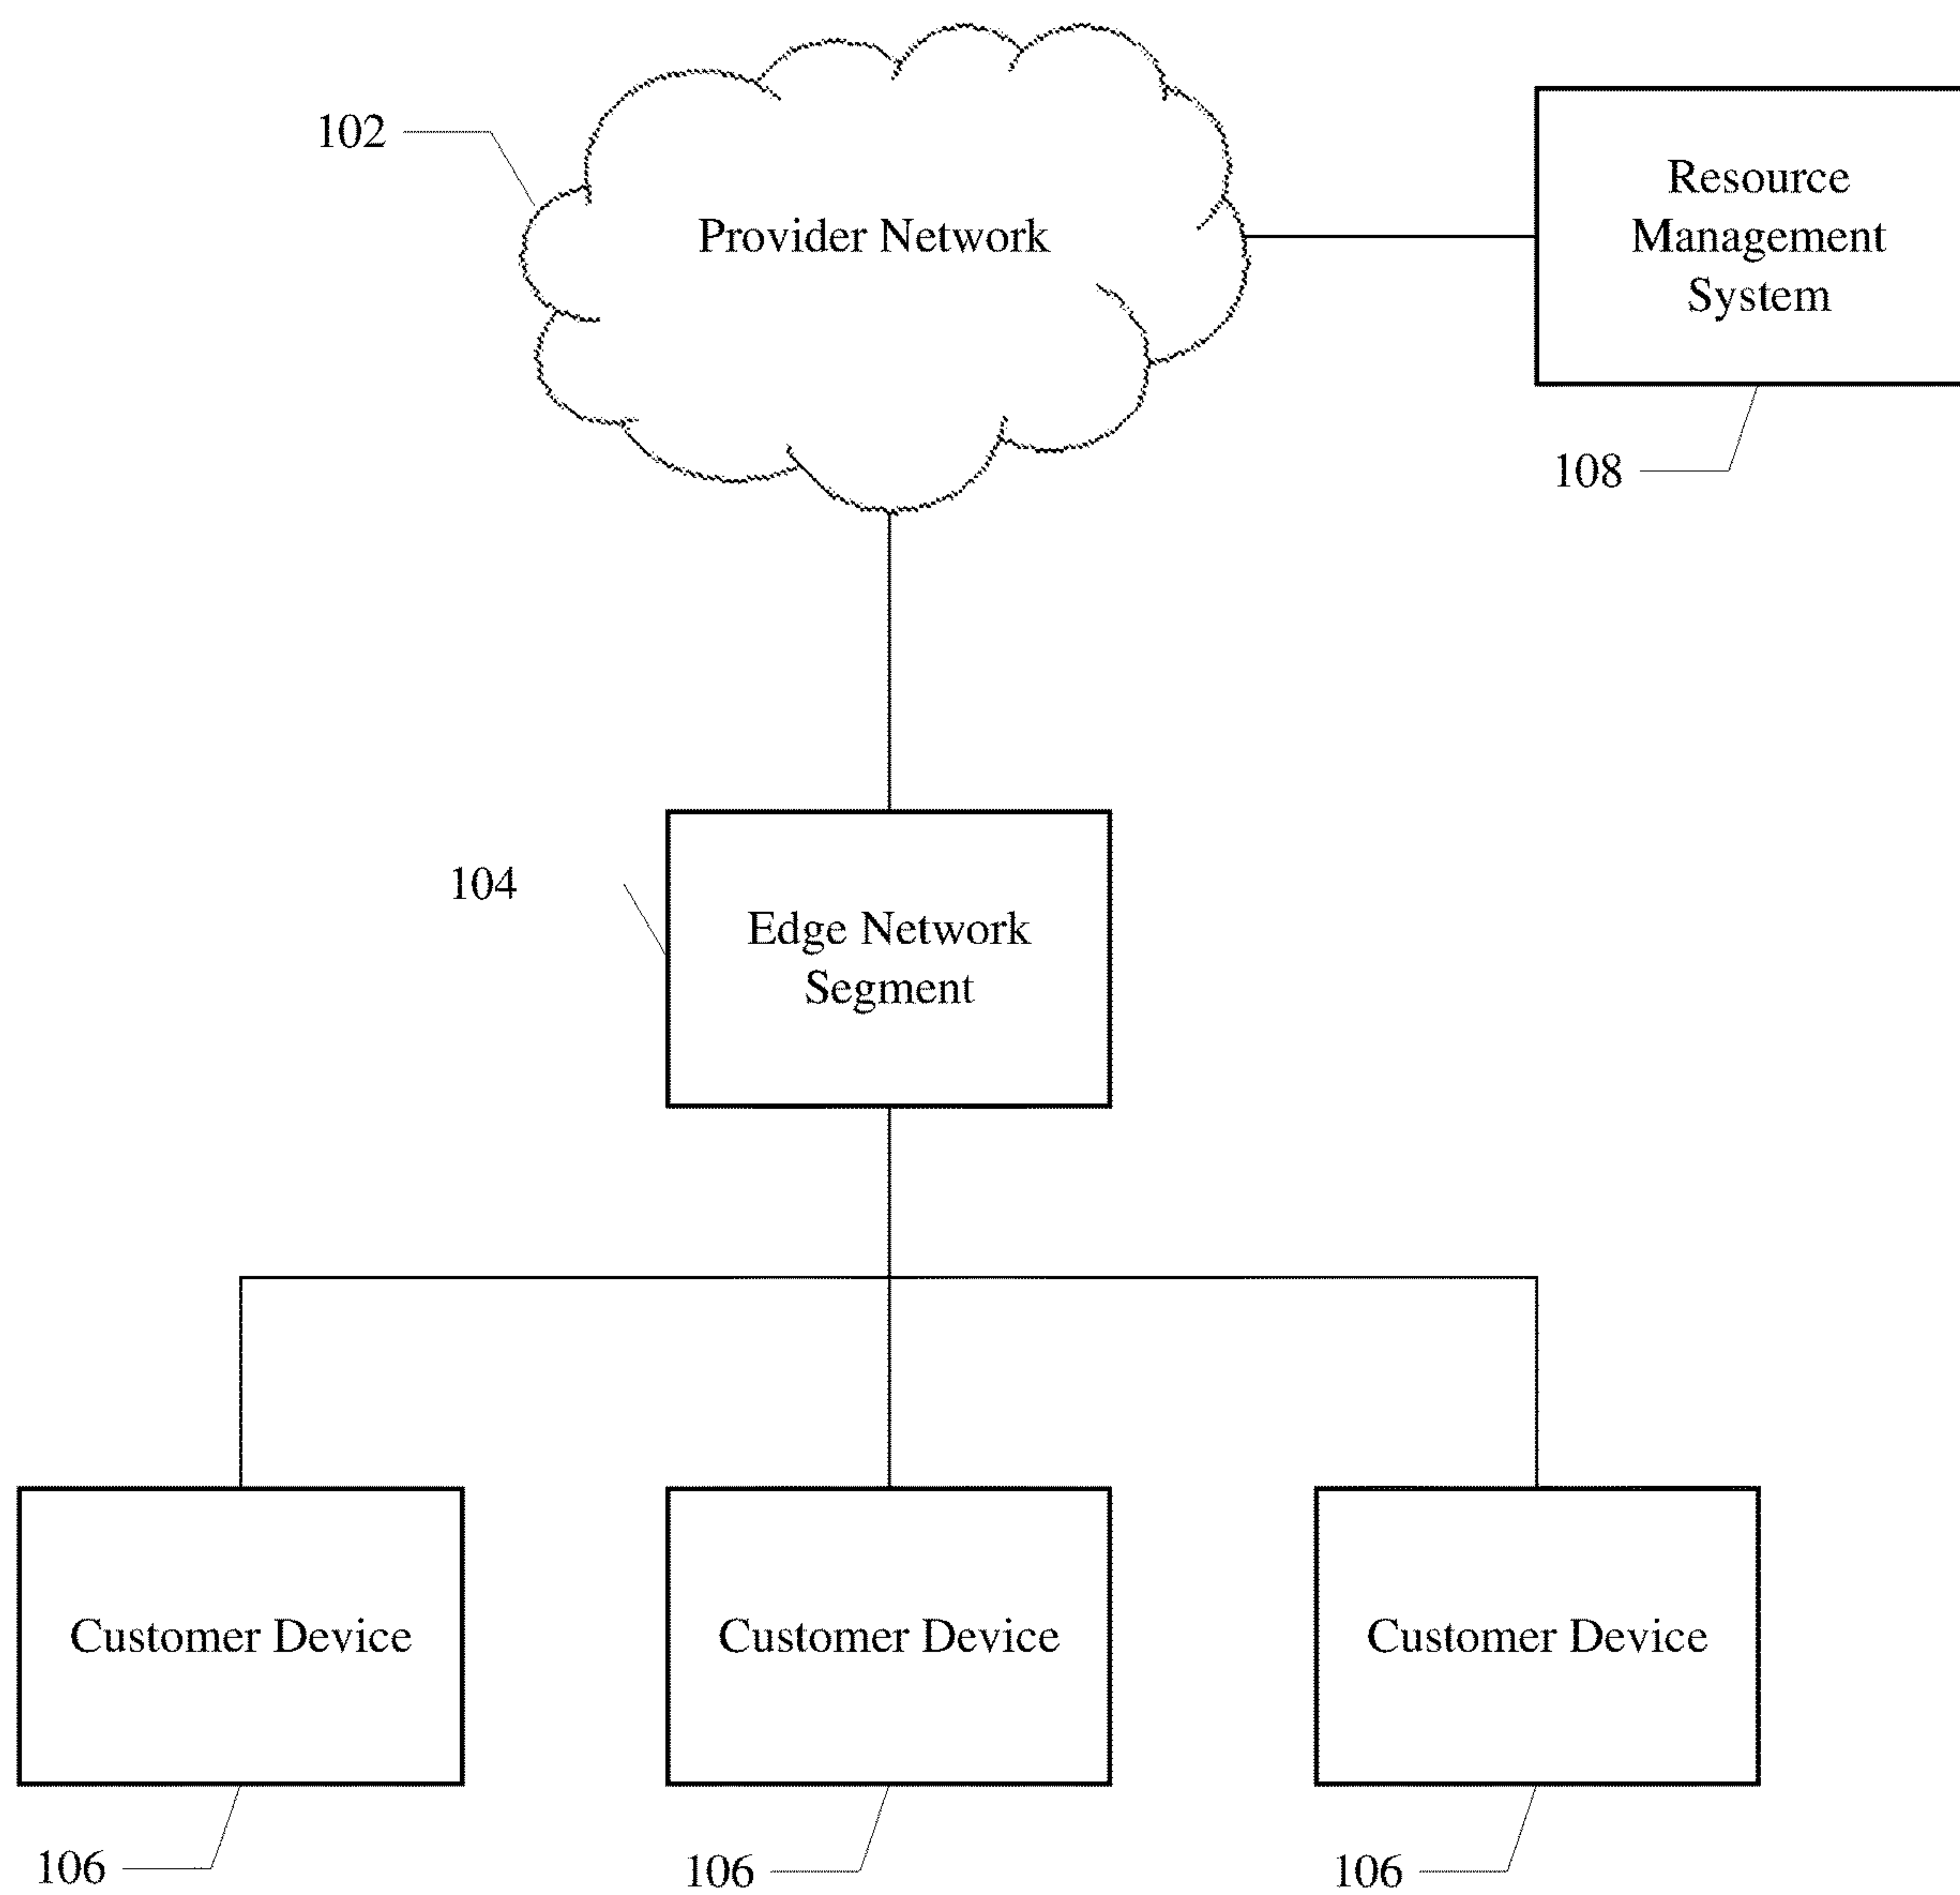 102
Provider Network
Resource
Management
System
108
104
Edge Network
Segment
Customer Device
Customer Device
Customer Device
106
106
106